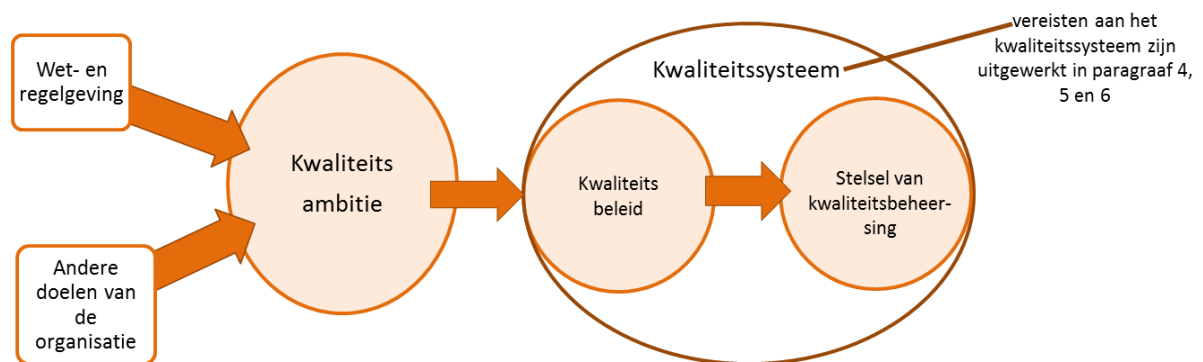 Wet- en
regelgeving
Andere
doelen van
de
organisatie
Kwaliteits
ambitie
Kwaliteitssysteem
Kwaliteits
beleid
Stelsel van
kwaliteitsbeheer-
sing
vereisten aan het
kwaliteitssysteem zijn
uitgewerkt in paragraaf 4,
5 en 6